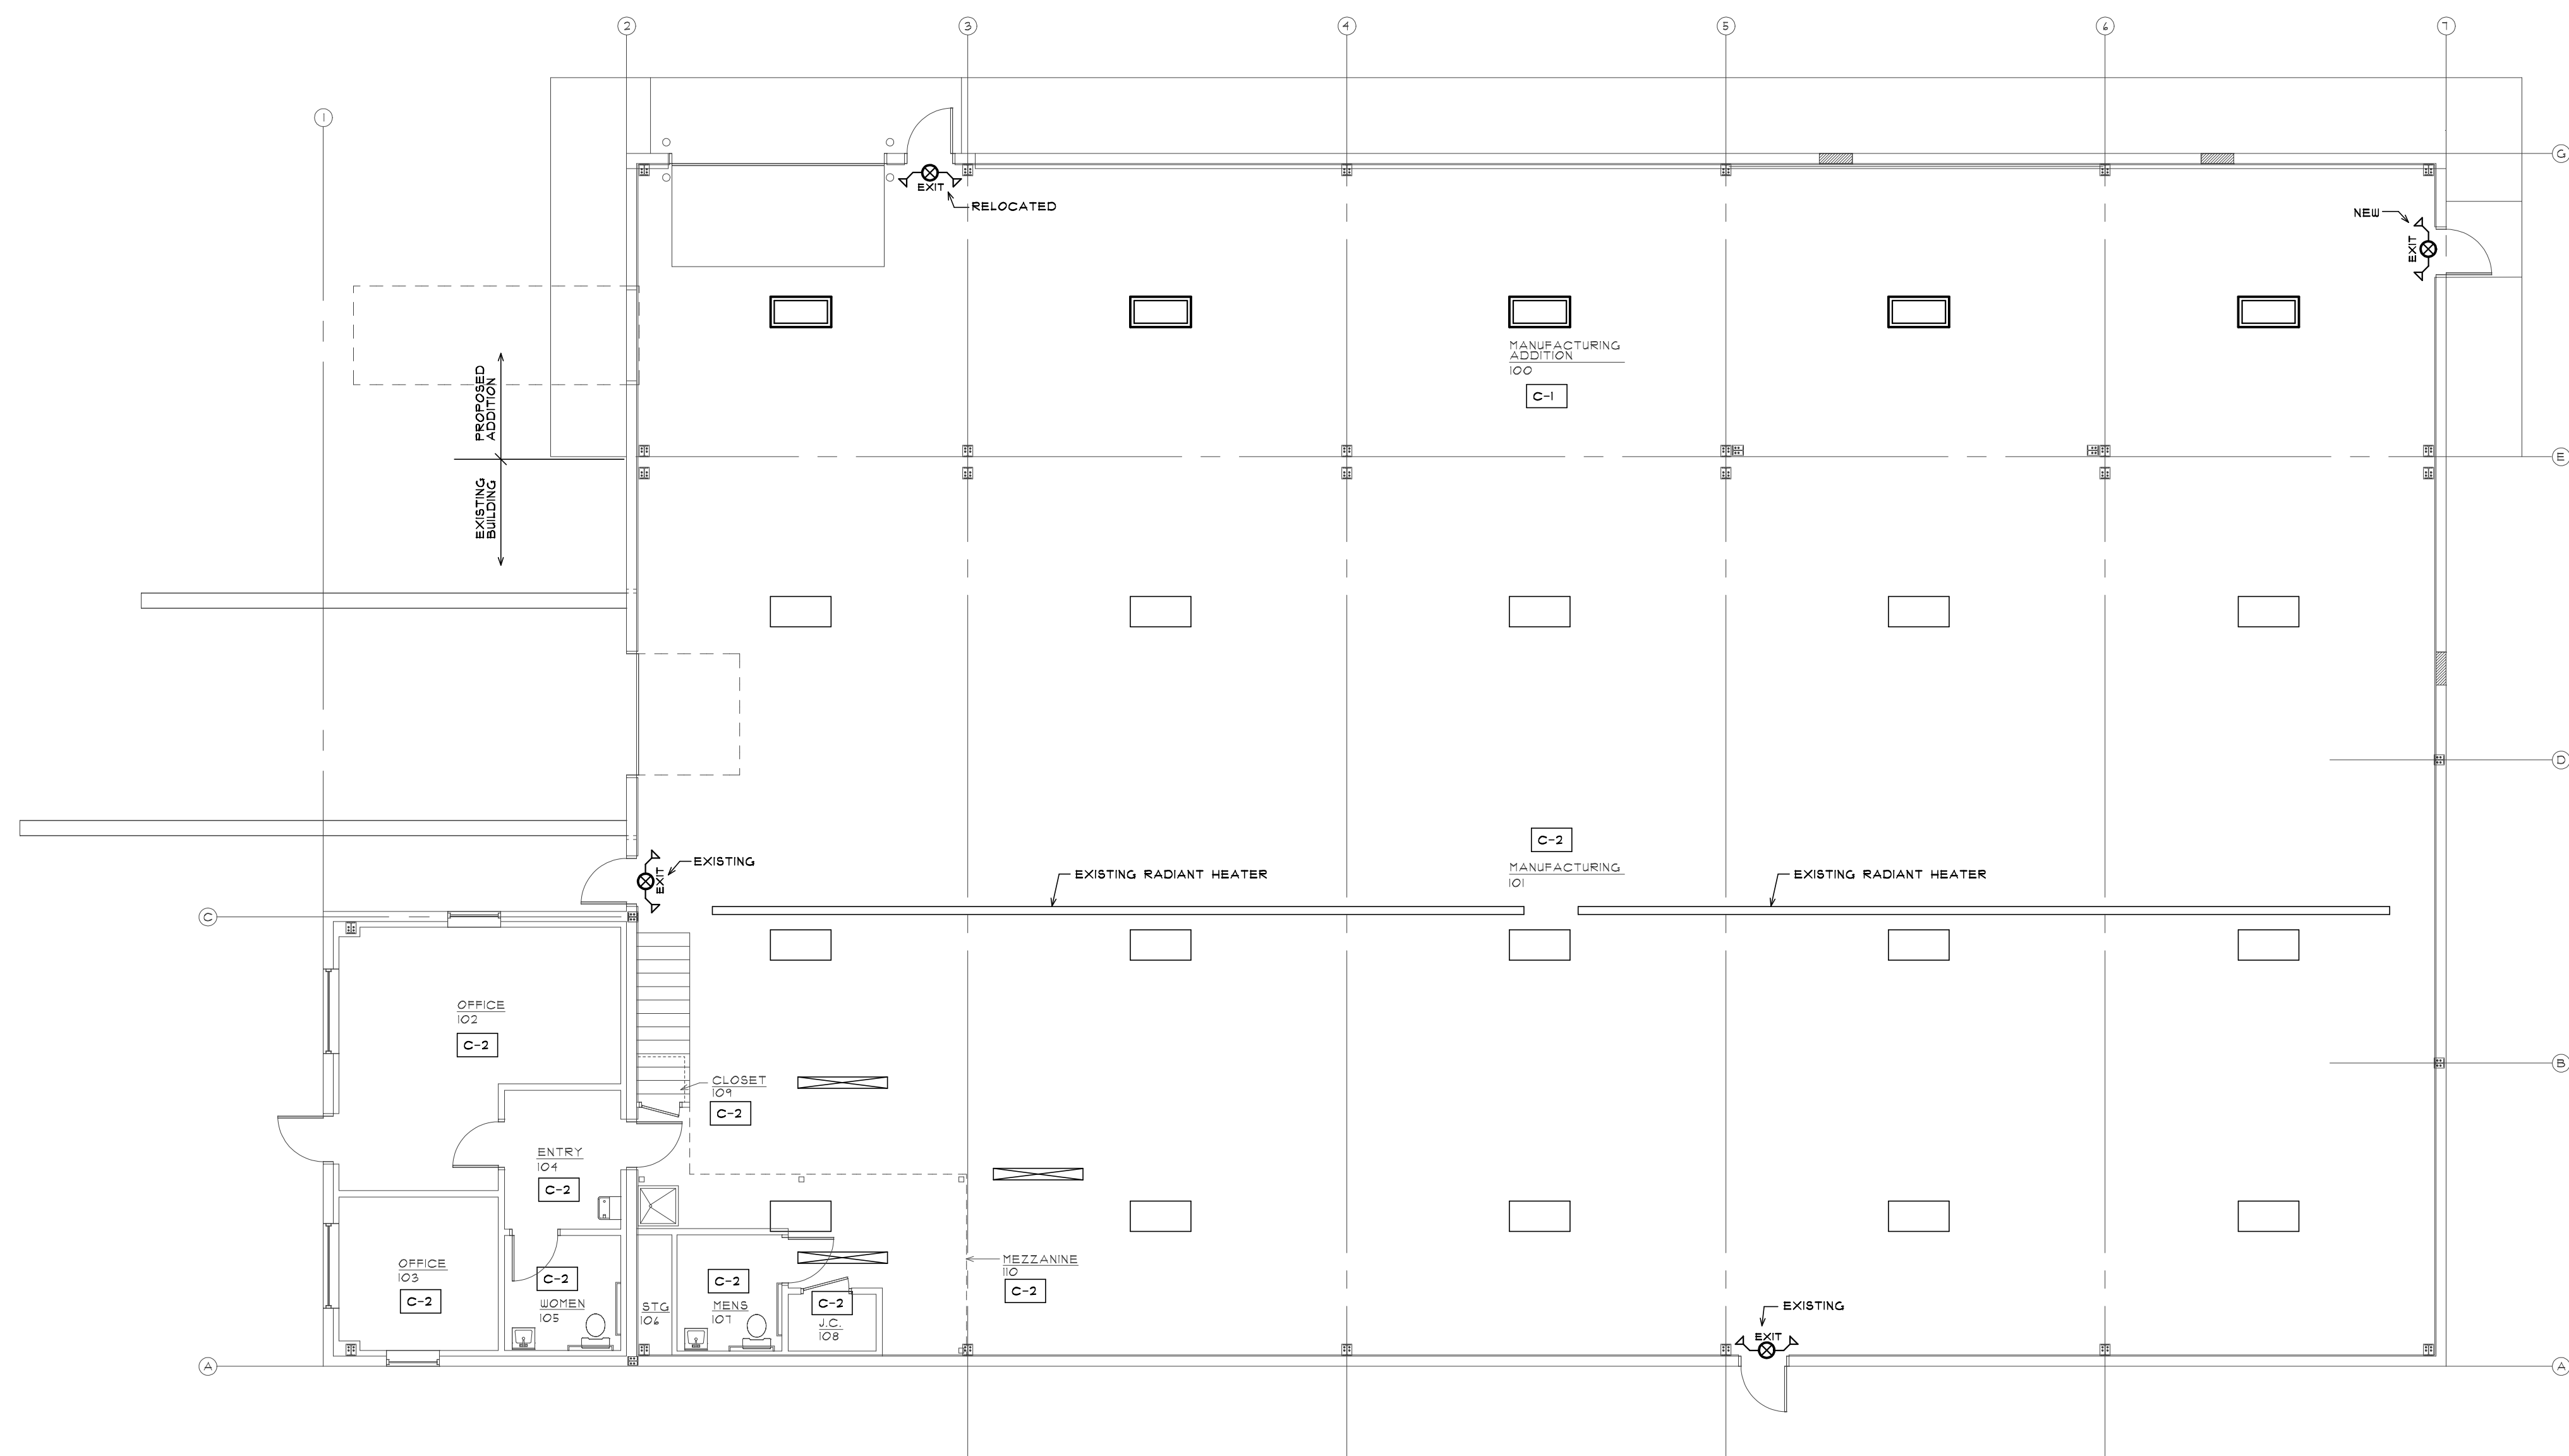 2
3
4
5
6
7
1
G
EXIT
RELOCATED
NEW
EXIT
MANUFACTURING
ADDITION
100
C-1
PROPOSED
ADDITION
E
EXISTING
BUILDING
D
C-2
EXISTING
EXIT
MANUFACTURING
101
EXISTING RADIANT HEATER
EXISTING RADIANT HEATER
C
OFFICE
102
C-2
B
CLOSET
109
C-2
ENTRY
104
C-2
OFFICE
103
C-2
C-2
WOMEN
105
STG
106
C-2
MENS
107
C-2
J.C.
108
MEZZANINE
110
C-2
EXISTING
EXIT
A
A